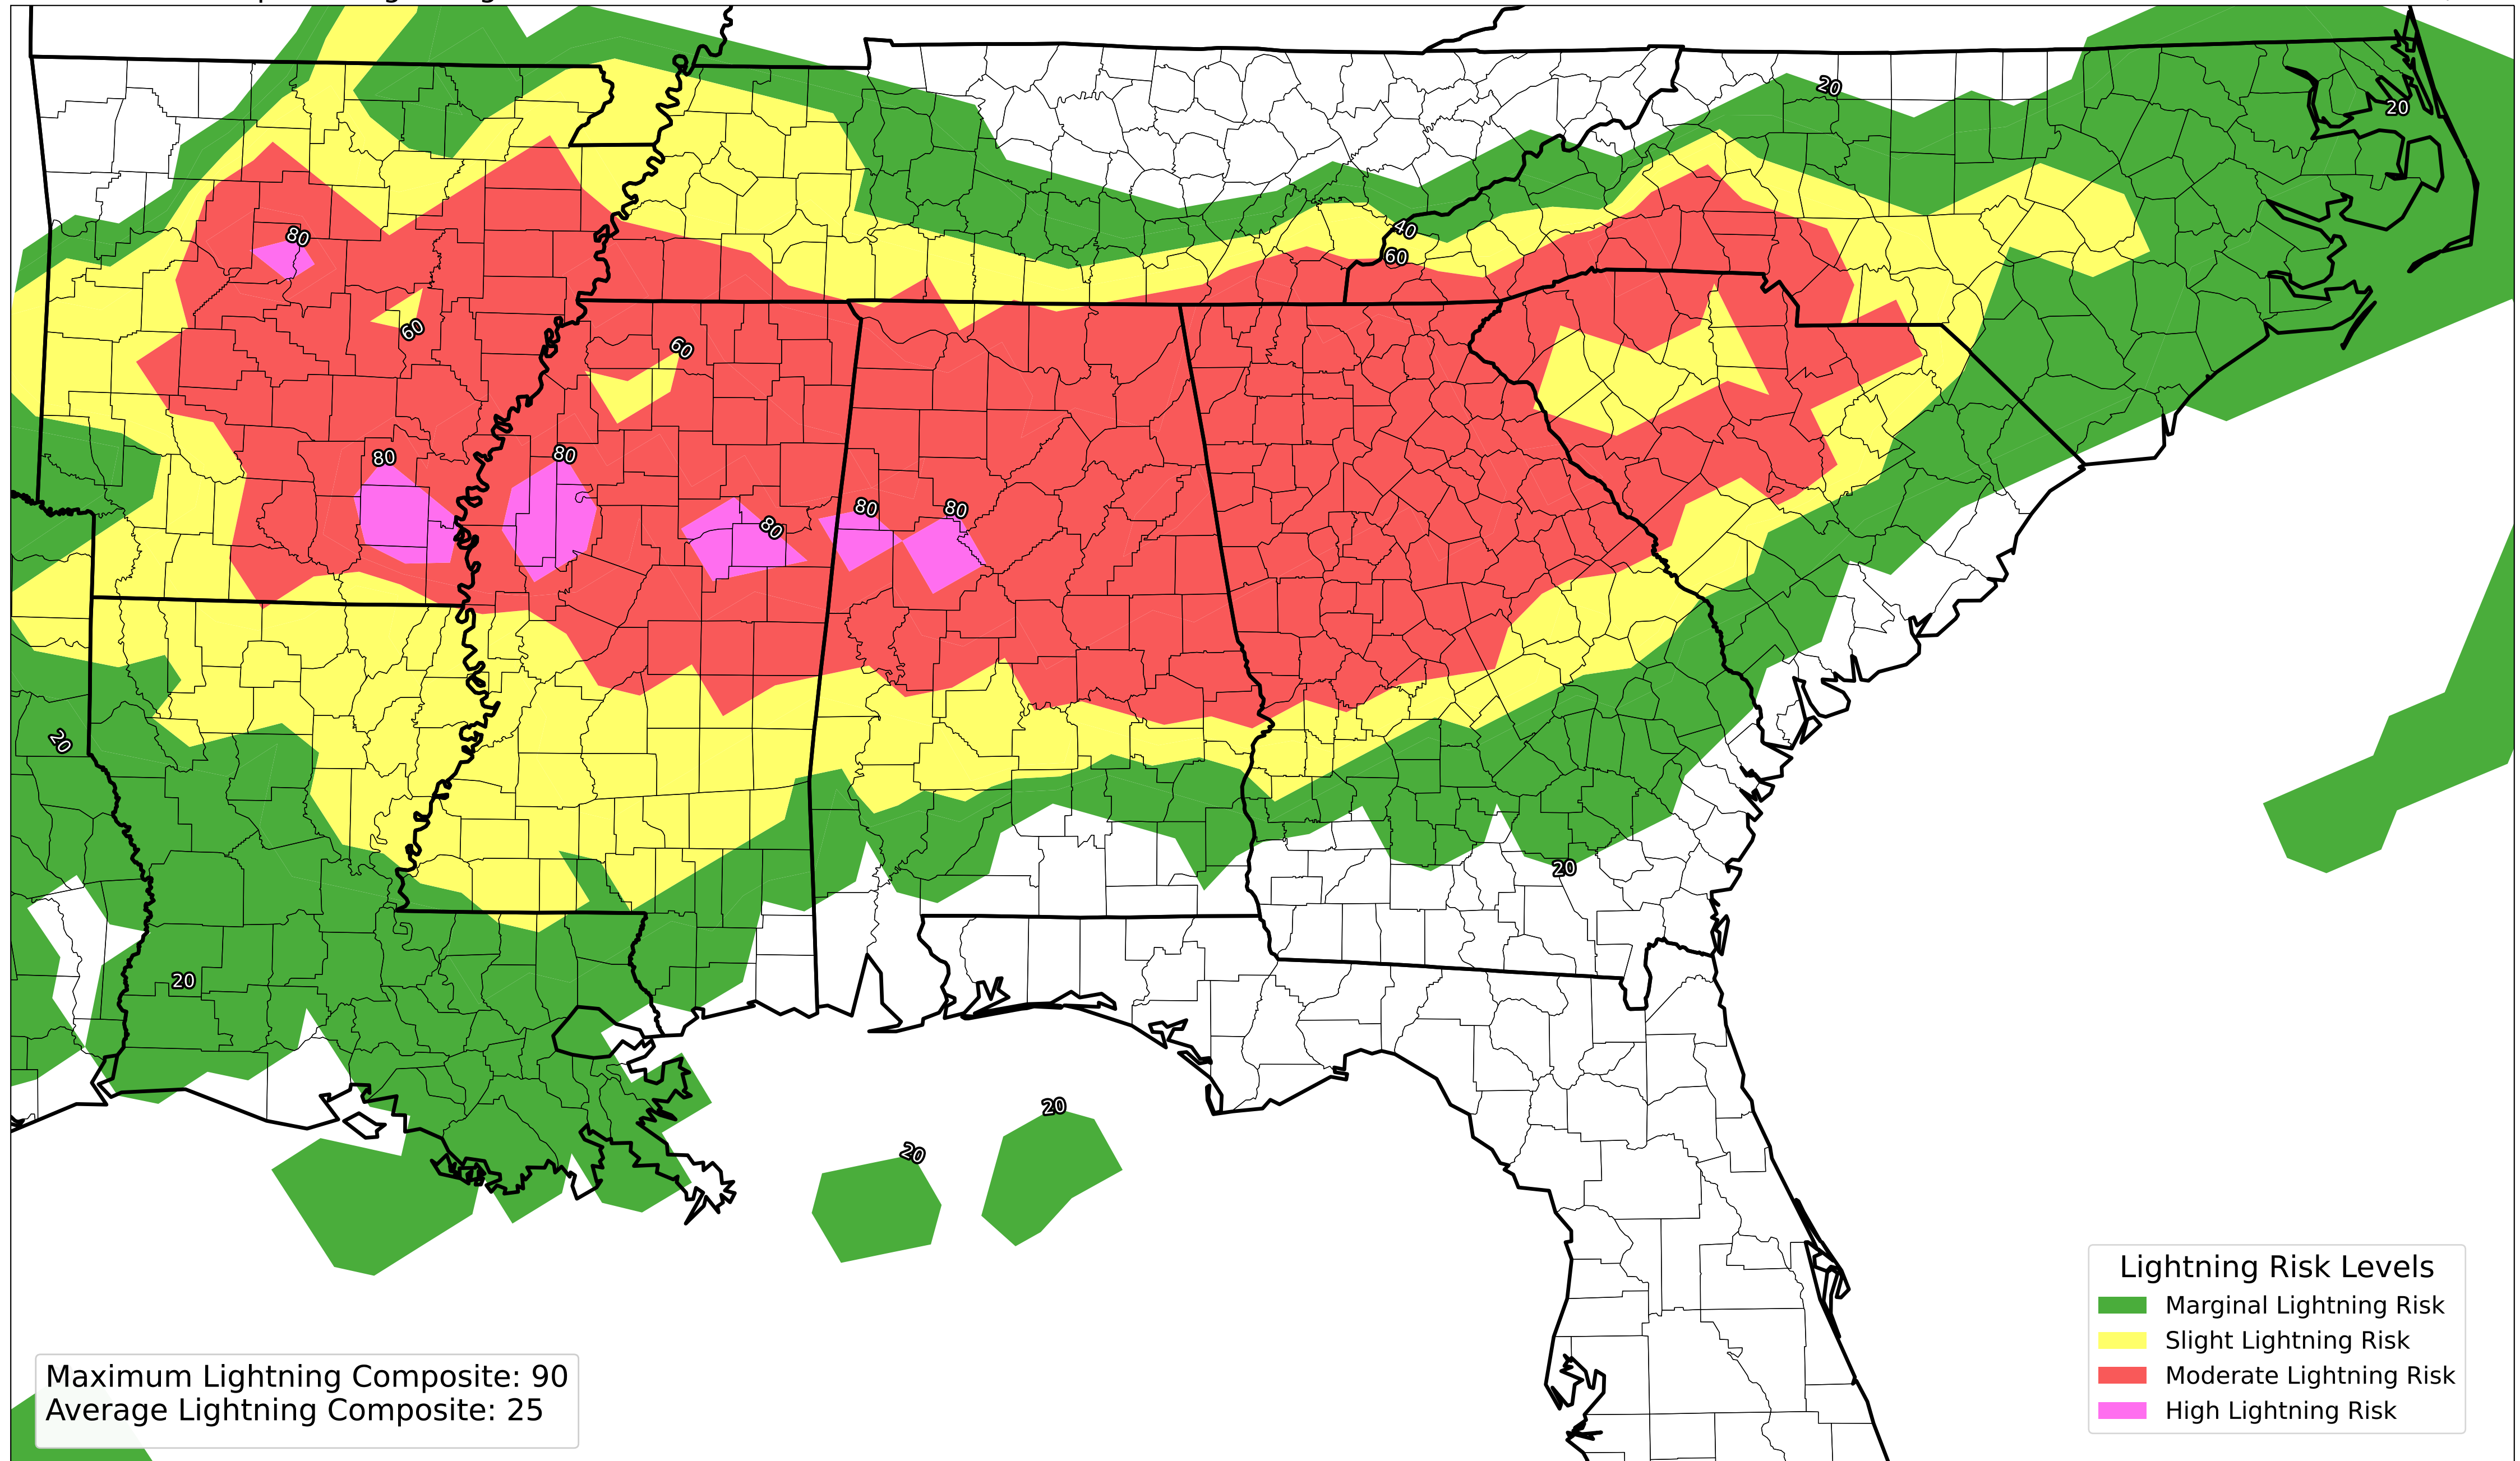 20
20
80
40
60
60
60
80
80
80
80
80
20
20
20
20
20
Lightning Risk Levels
Marginal Lightning Risk
Slight Lightning Risk
Moderate Lightning Risk
High Lightning Risk
Maximum Lightning Composite: 90
Average Lightning Composite: 25